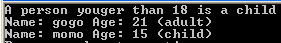 A person youger than 18 is a child
Name: gogo Age: 21 (adult)
Name: momo Age: 15 (child)